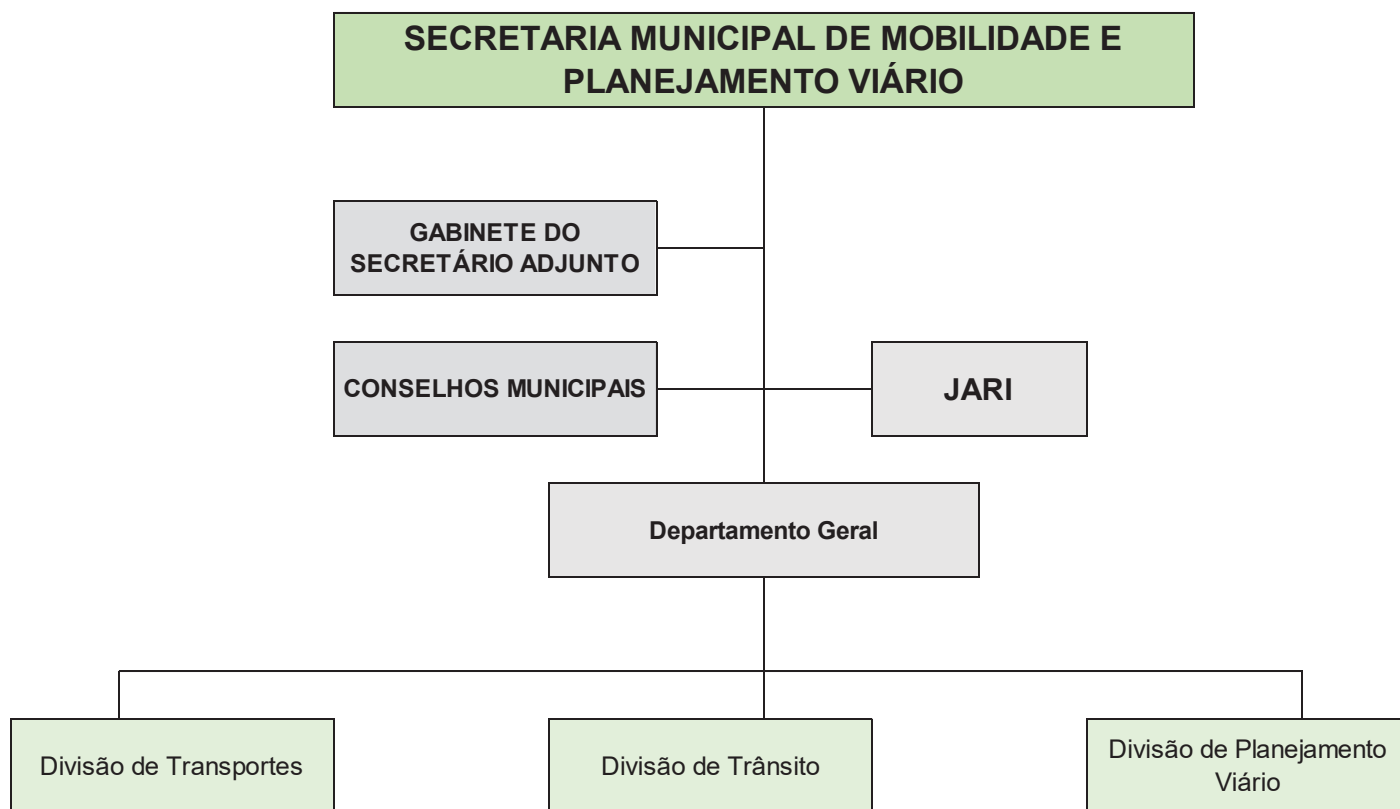 SECRETARIA MUNICIPAL DE MOBILIDADE E
PLANEJAMENTO VIÁRIO
GABINETE DO
SECRETÁRIO ADJUNTO
CONSELHOS MUNICIPAIS
JARI
Departamento Geral
Divisão de Transportes
Divisão de Trânsito
Divisão de Planejamento
Viário